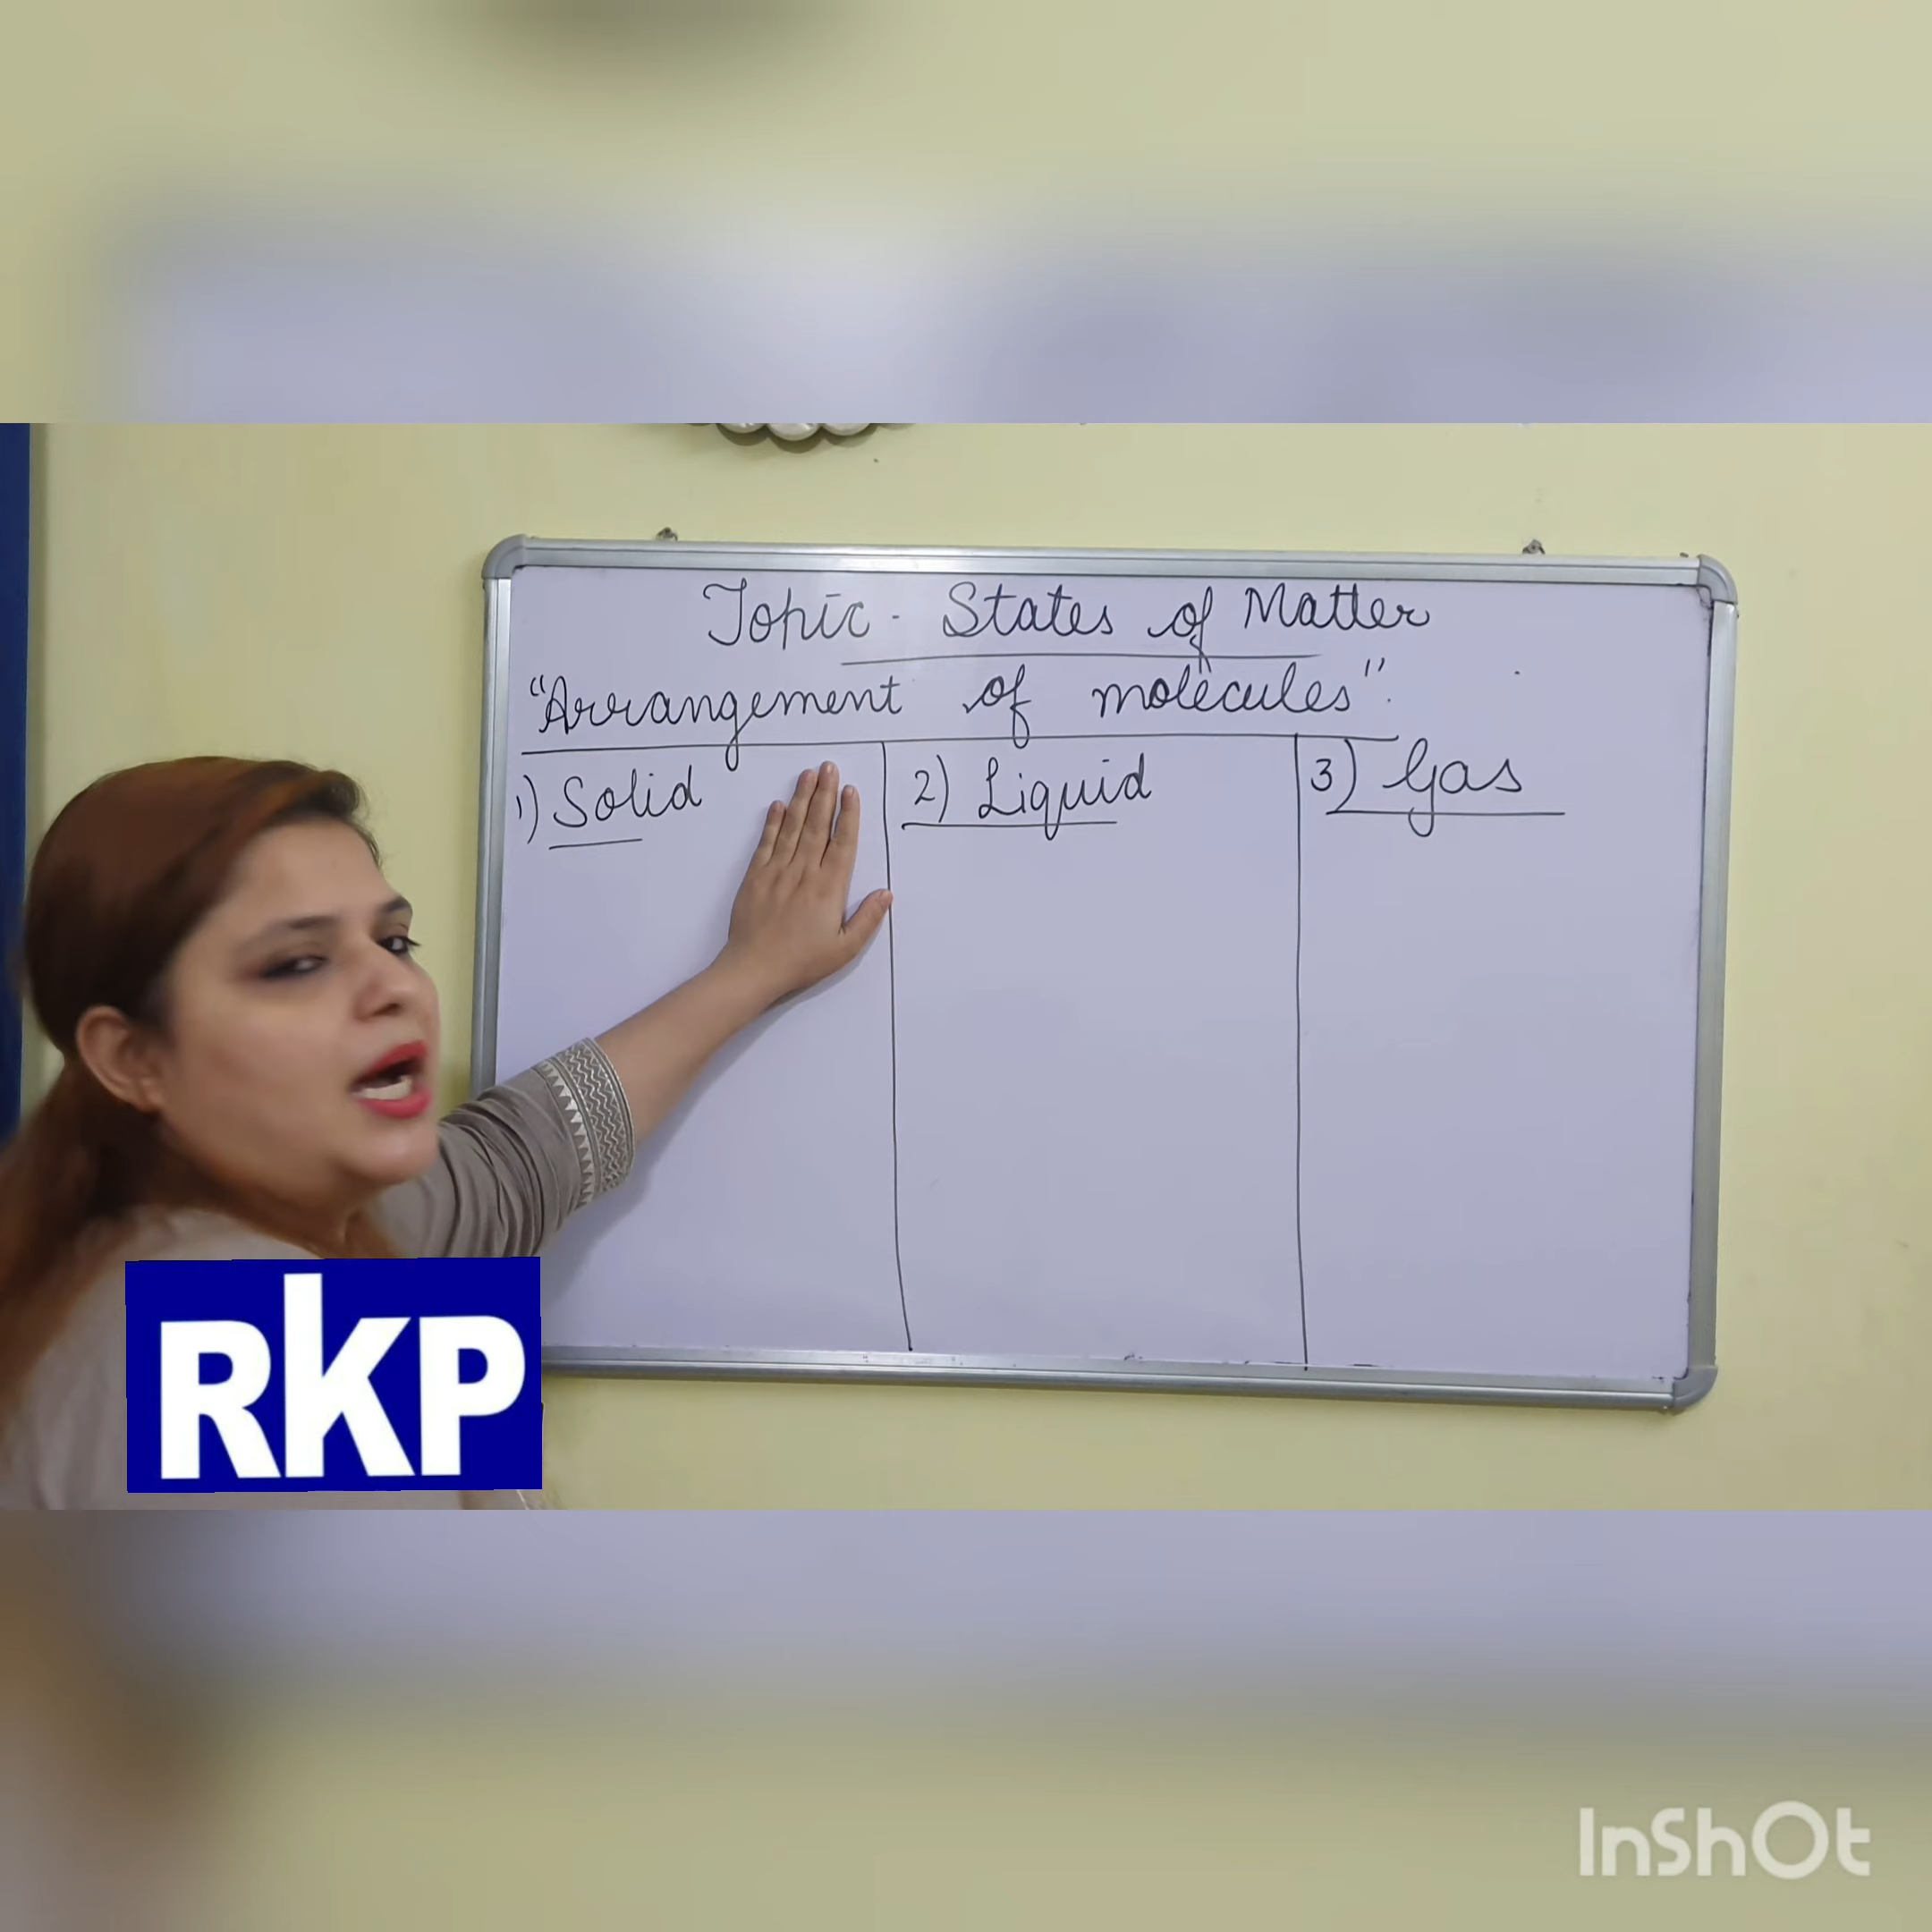 Topic - States of Matter
"Arrangement of molecules".
1) Solid
2) Liquid
3) Gas
RKP
InShOt